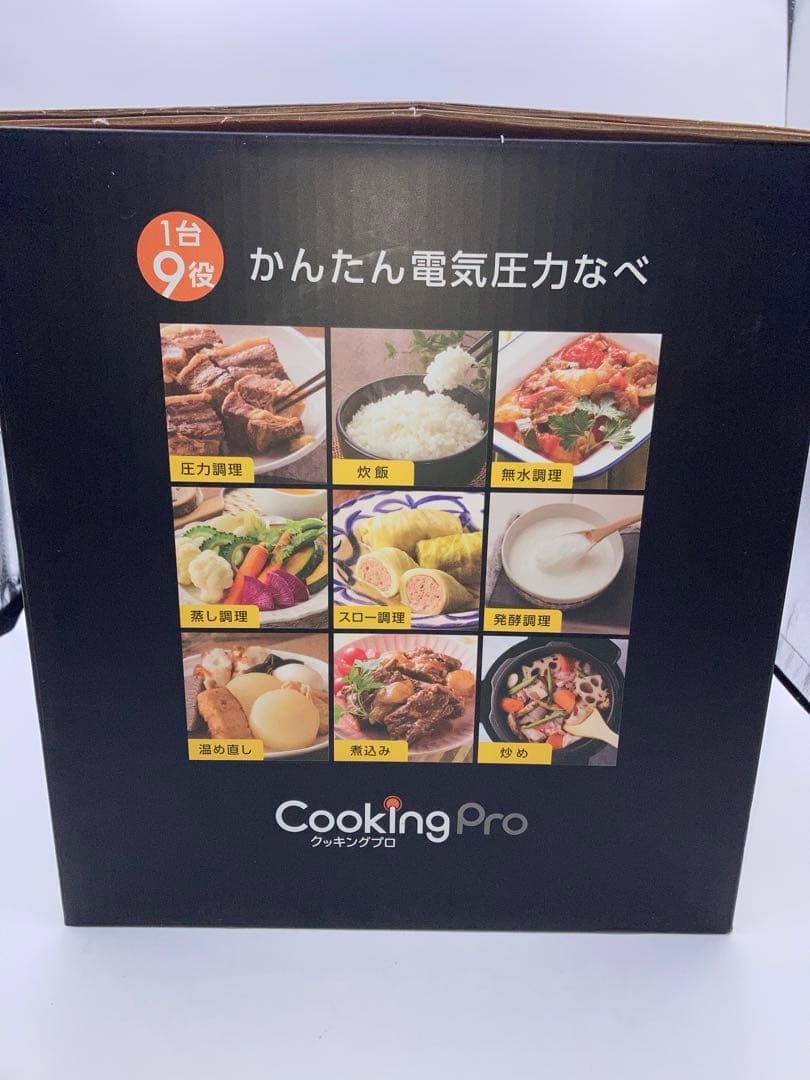 1台
9役
かんたん電気圧力なべ
圧力調理
炊飯
無水調理
蒸し調理
スロー調理
発酵調理
温め直し
煮込み
炒め
Cooking Pro
クッキングプロ